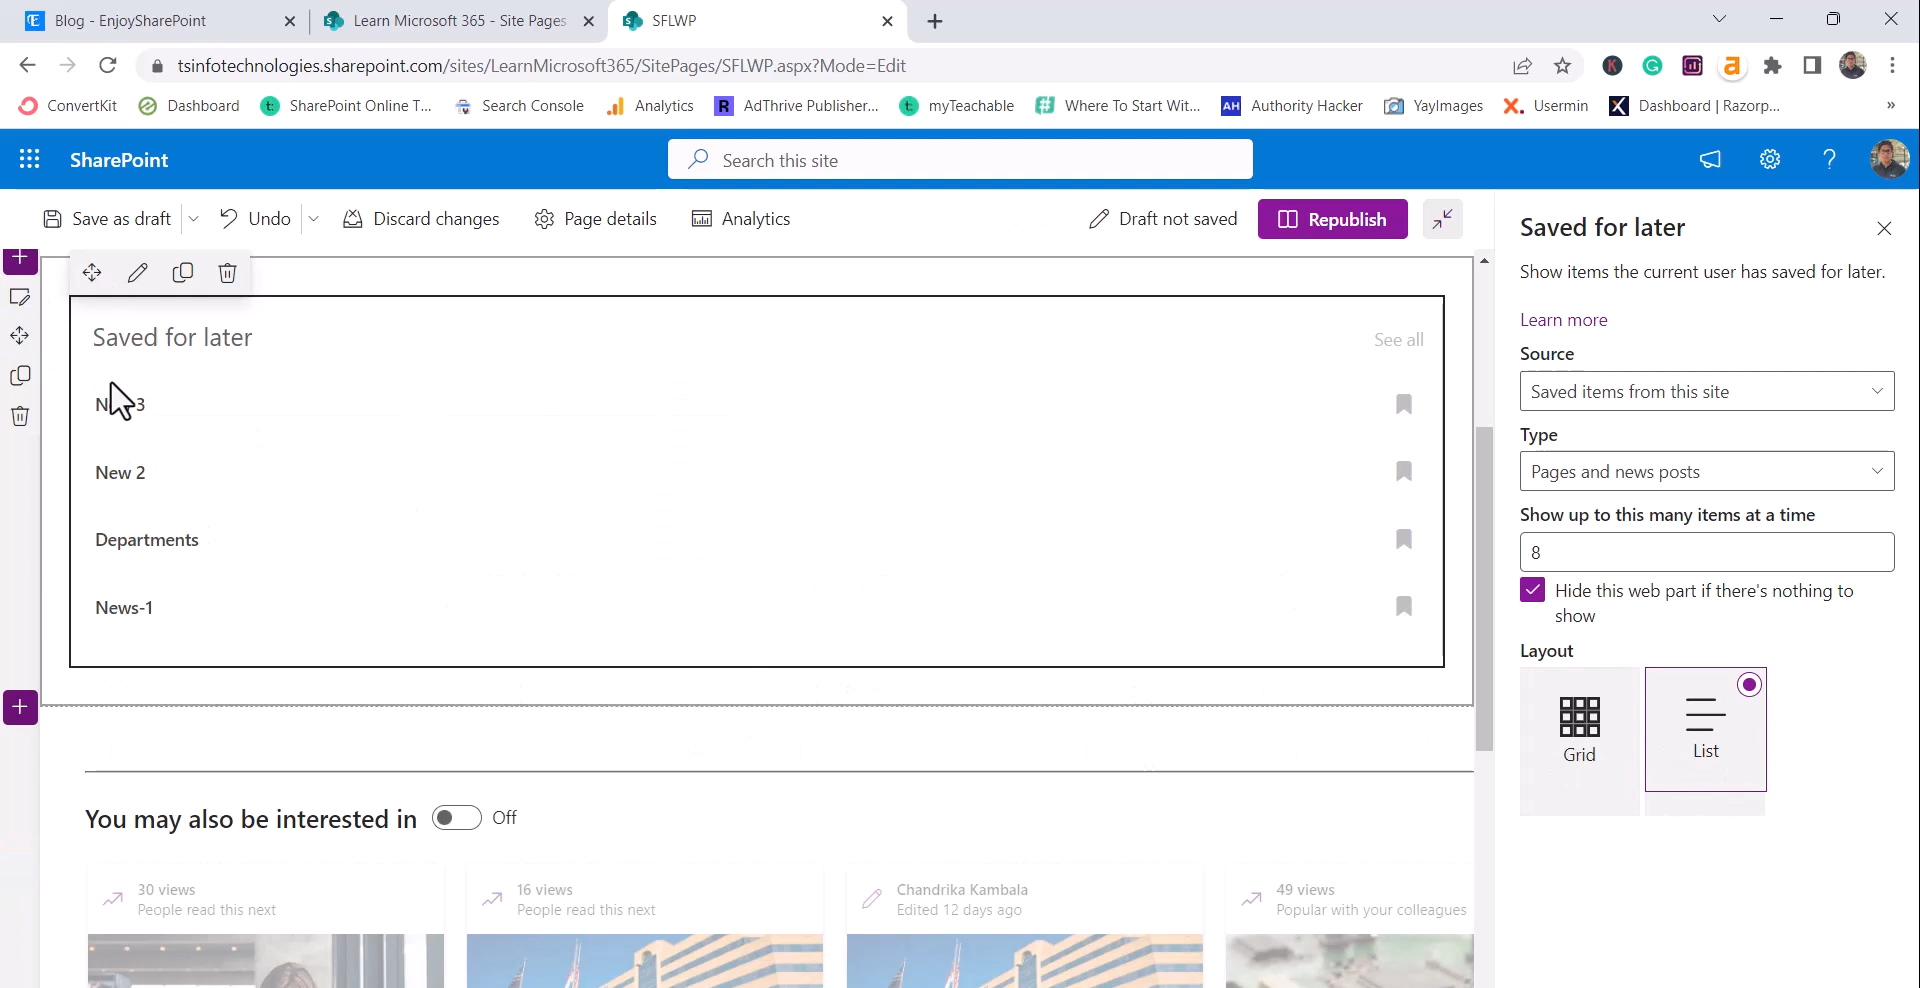 Blog - EnjoySharePoint
Learn Microsoft 365 - Site Pages
SFLWP
tsinfotechnologies.sharepoint.com/sites/LearnMicrosoft365/SitePages/SFLWP.aspx?Mode=Edit
ConvertKit
Dashboard
SharePoint Online T...
Search Console
Analytics
AdThrive Publisher...
myTeachable
Where To Start Wit...
AH
Authority Hacker
YayImages
Usermin
Dashboard | Razorp...
»
SharePoint
Search this site
Save as draft
Undo
Discard changes
Page details
Analytics
Draft not saved
Republish
Saved for later
See all
New 2
Departments
News-1
You may also be interested in
Off
30 views
People read this next
16 views
People read this next
Chandrika Kambala
Edited 12 days ago
49 views
Popular with your colleagues
Saved for later
Show items the current user has saved for later.
Learn more
Source
Saved items from this site
Type
Pages and news posts
Show up to this many items at a time
8
Hide this web part if there's nothing to
show
Layout
Grid
List